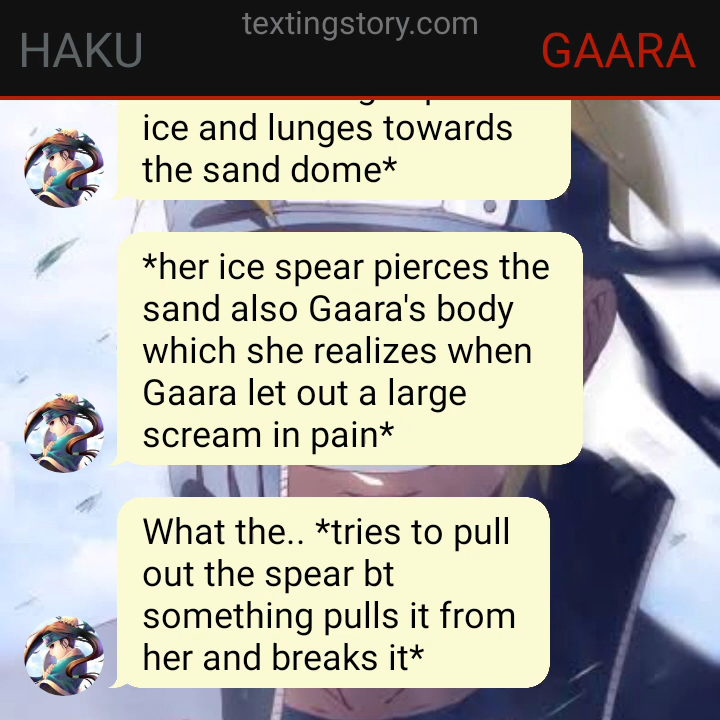 textingstory.com
HAKU
GAARA
ice and lunges towards
the sand dome*
*her ice spear pierces the
sand also Gaara's body
which she realizes when
Gaara let out a large
scream in pain*
What the.. *tries to pull
out the spear bt
something pulls it from
her and breaks it*